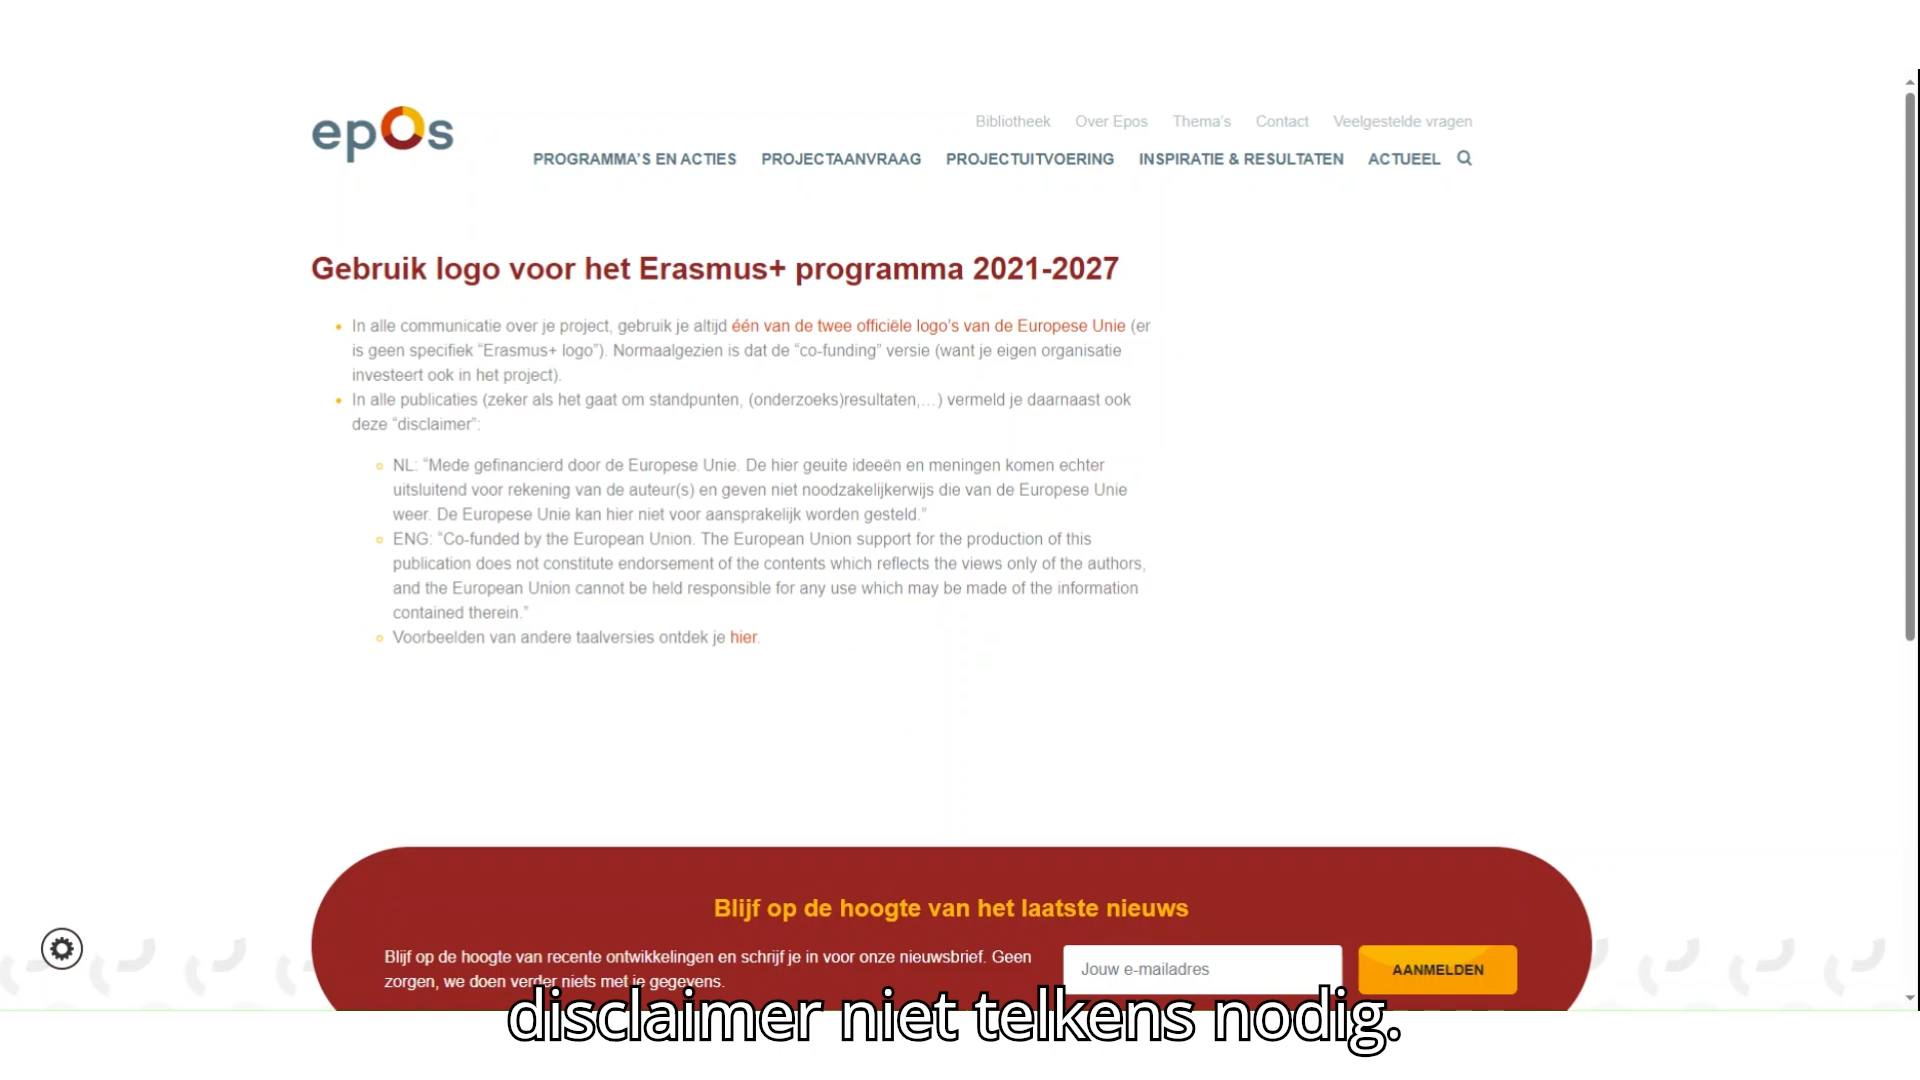 epos
Bibliotheek Over Epos Thema's Contact Veelgestelde vragen
PROGRAMMA'S EN ACTIES PROJECTAANVRAAG PROJECTUITVOERING INSPIRATIE & RESULTATEN ACTUEEL
Gebruik logo voor het Erasmus+ programma 2021-2027
In alle communicatie over je project, gebruik je altijd één van de twee officiële logo's van de Europese Unie (er
is geen specifiek “Erasmus+ logo”). Normaalgezien is dat de “co-funding” versie (want je eigen organisatie
investeert ook in het project).
In alle publicaties (zeker als het gaat om standpunten, (onderzoeks)resultaten,…) vermeld je daarnaast ook
deze “disclaimer”:
NL: “Mede gefinancierd door de Europese Unie. De hier geuite ideeën en meningen komen echter
uitsluitend voor rekening van de auteur(s) en geven niet noodzakelijkerwijs die van de Europese Unie
weer. De Europese Unie kan hier niet voor aansprakelijk worden gesteld.”
ENG: “Co-funded by the European Union. The European Union support for the production of this
publication does not constitute endorsement of the contents which reflects the views only of the authors,
and the European Union cannot be held responsible for any use which may be made of the information
contained therein.”
Voorbeelden van andere taalversies ontdek je hier.
Blijf op de hoogte van het laatste nieuws
Blijf op de hoogte van recente ontwikkelingen en schrijf je in voor onze nieuwsbrief. Geen
zorgen, we doen verder niets met je gegevens.
Jouw e-mailadres
AANMELDEN
disclaimer niet telkens nodig.